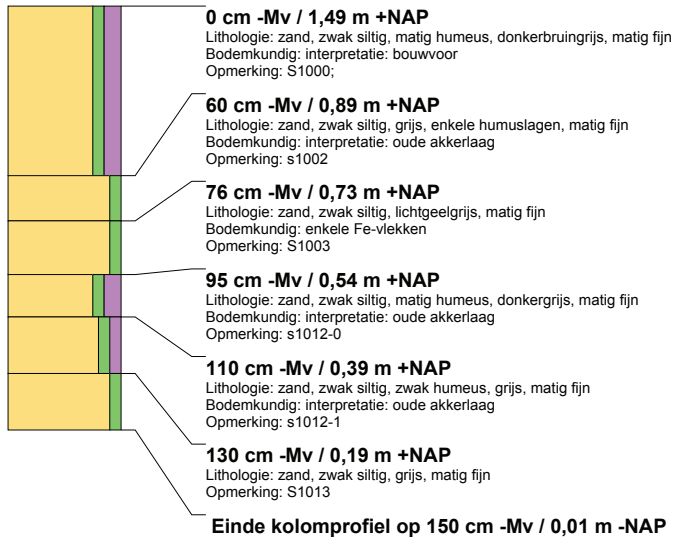 0 cm -Mv / 1,49 m +NAP
Lithologie: zand, zwak siltig, matig humeus, donkerbruingrijs, matig fijn
Bodemkundig: interpretatie: bouwvoor
Opmerking: S1000;
60 cm -Mv / 0,89 m +NAP
Lithologie: zand, zwak siltig, grijs, enkele humuslagen, matig fijn
Bodemkundig: interpretatie: oude akkerlaag
Opmerking: s1002
76 cm -Mv / 0,73 m +NAP
Lithologie: zand, zwak siltig, lichtgeelgrijs, matig fijn
Bodemkundig: enkele Fe-vlekken
Opmerking: S1003
95 cm -Mv / 0,54 m +NAP
Lithologie: zand, zwak siltig, matig humeus, donkergrijs, matig fijn
Bodemkundig: interpretatie: oude akkerlaag
Opmerking: s1012-0
110 cm -Mv / 0,39 m +NAP
Lithologie: zand, zwak siltig, zwak humeus, grijs, matig fijn
Bodemkundig: interpretatie: oude akkerlaag
Opmerking: s1012-1
130 cm -Mv / 0,19 m +NAP
Lithologie: zand, zwak siltig, grijs, matig fijn
Opmerking: S1013
Einde kolomprofiel op 150 cm -Mv / 0,01 m -NAP